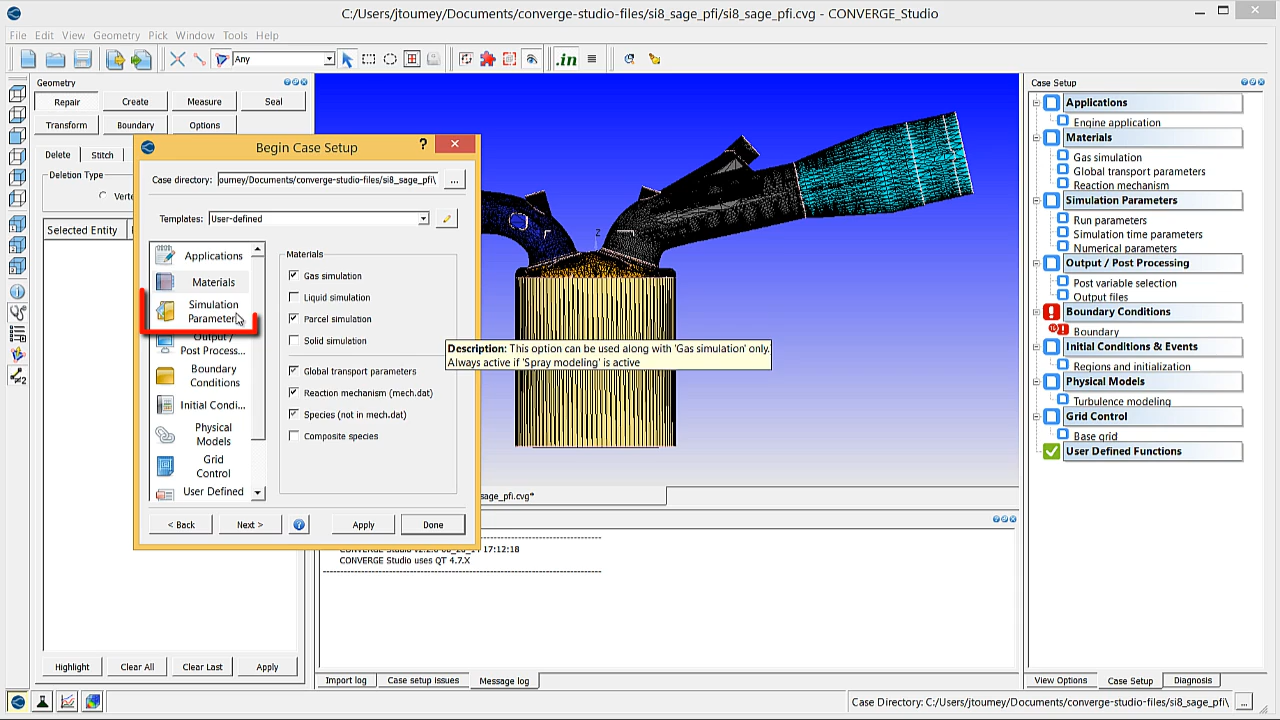 C:/Users/jtoumey/Documents/converge-studio-files/si8_sage_pfi/si8_sage_pfi.cvg - CONVERGE_Studio
File Edit View Geometry Pick Window Tools Help
Any
.in
Geometry
Repair Create Measure Seal
Transform Boundary Options
Delete Stitch
Deletion Type
Verte
Selected Entity
Begin Case Setup
?
Case directory: oumey/Documents/converge-studio-files/si8_sage_pfi\ ...
Templates: User-defined
Applications
Materials
Simulation
Parameter
Output /
Post Process...
Boundary
Conditions
Initial Condi...
Physical
Models
Grid
Control
User Defined
Materials
Gas simulation
Liquid simulation
Parcel simulation
Solid simulation
Global transport parameters
Reaction mechanism (mech.dat)
Species (not in mech.dat)
Composite species
< Back Next > Apply Done
Description: This option can be used along with 'Gas simulation' only.
Always active if 'Spray modeling' is active
Z
sage_pfi.cvg*
17:12:18
CONVERGE Studio uses QT 4.7.X
Highlight Clear All Clear Last Apply
Import log Case setup issues Message log
Case Setup
Applications
Engine application
Materials
Gas simulation
Global transport parameters
Reaction mechanism
Simulation Parameters
Run parameters
Simulation time parameters
Numerical parameters
Output / Post Processing
Post variable selection
Output files
Boundary Conditions
Boundary
Initial Conditions & Events
Regions and initialization
Physical Models
Turbulence modeling
Grid Control
Base grid
User Defined Functions
View Options Case Setup Diagnosis
Case Directory: C:/Users/jtoumey/Documents/converge-studio-files/si8_sage_pfi\ ...